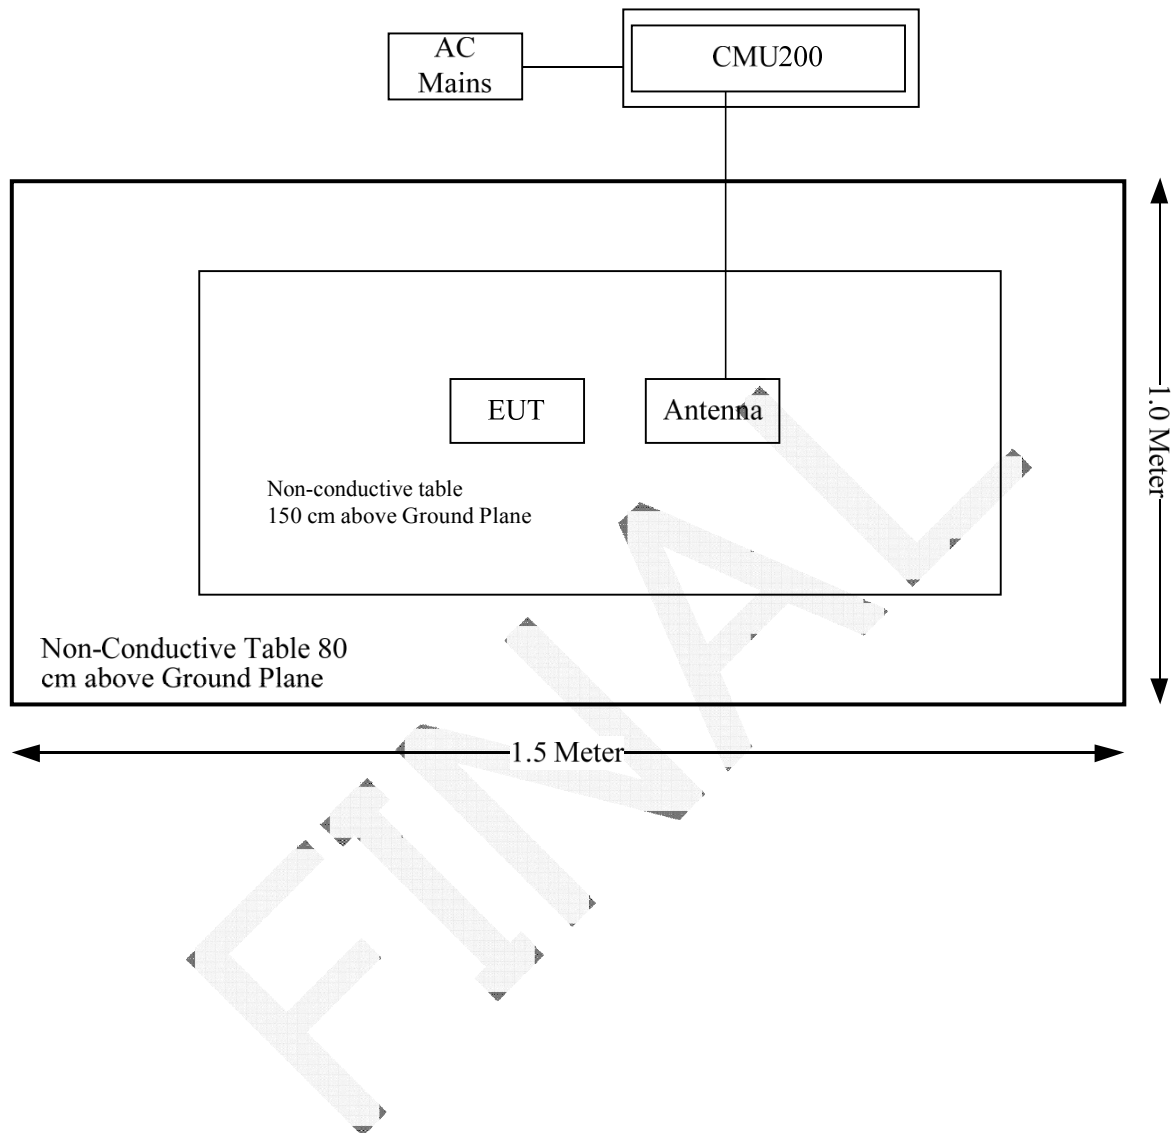 AC
Mains
CMU200
EUT
Antenna
Non-conductive table
150 cm above Ground Plane
1.0 Meter
Non-Conductive Table 80
cm above Ground Plane
1.5 Meter
FINAL